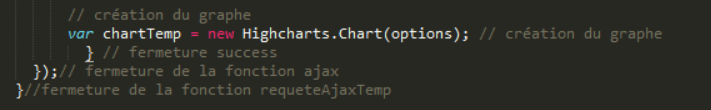 // création du graphe
var chartTemp = new Highcharts.Chart(options); // création du graphe
} // fermeture success
});// fermeture de la fonction ajax
}//fermeture de la fonction requeteAjaxTemp